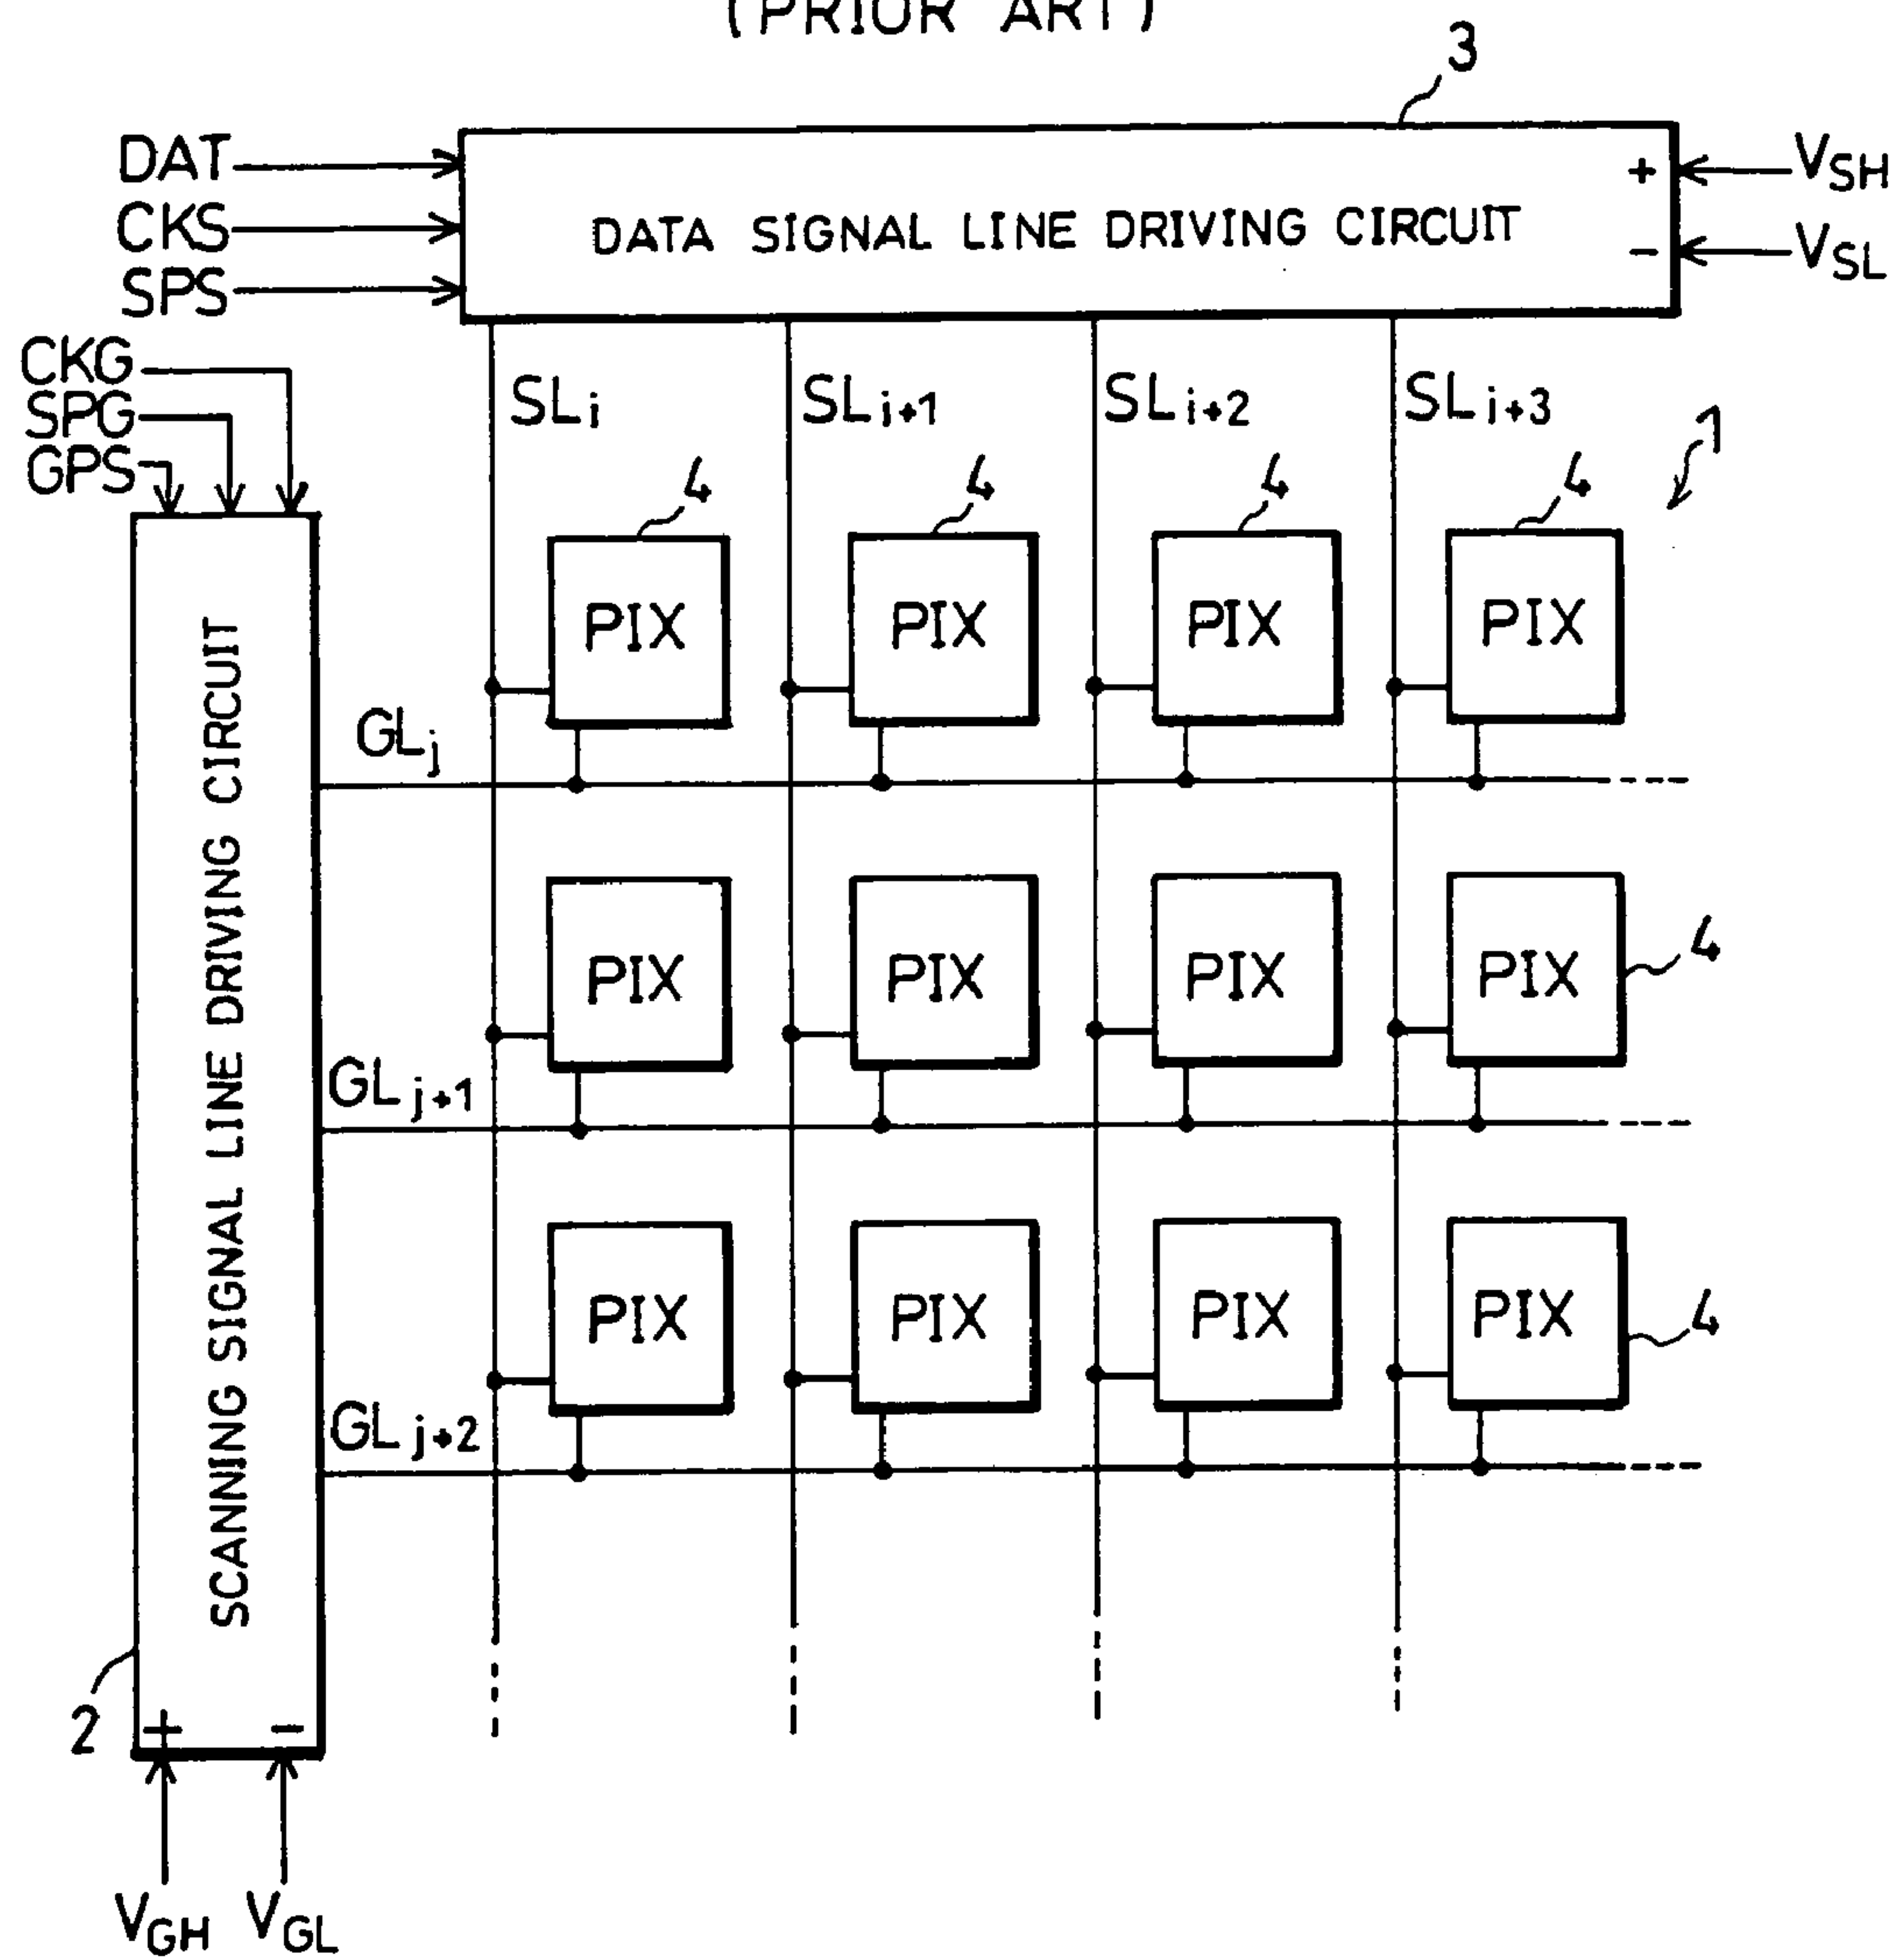 (PRIOR ART)
3
DAT
CKS
SPS
DATA SIGNAL LINE DRIVING CIRCUIT
+
-
VSH
VSL
CKG
SPG
GPS
SLi
SLi+1
SLi+2
SLi+3
1
4
4
4
4
PIX
PIX
PIX
PIX
GLj
PIX
PIX
PIX
PIX
4
GLj+1
PIX
PIX
PIX
PIX
4
GLj+2
SCANNING SIGNAL LINE DRIVING CIRCUIT
2
+
-
VGH
VGL